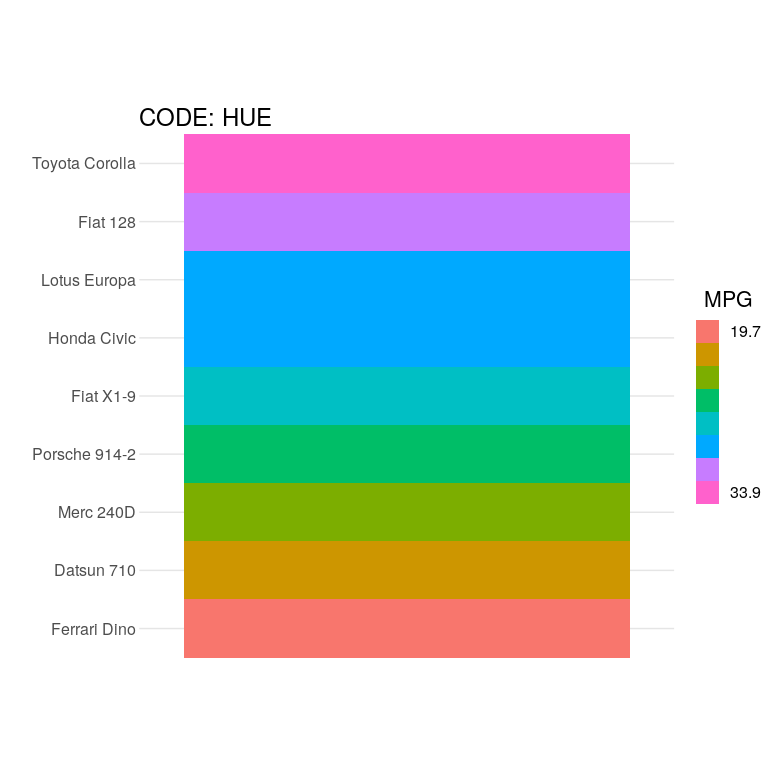 CODE: HUE
Toyota Corolla
Fiat 128
Lotus Europa
Honda Civic
Fiat X1-9
Porsche 914-2
Merc 240D
Datsun 710
Ferrari Dino
MPG
19.7
33.9